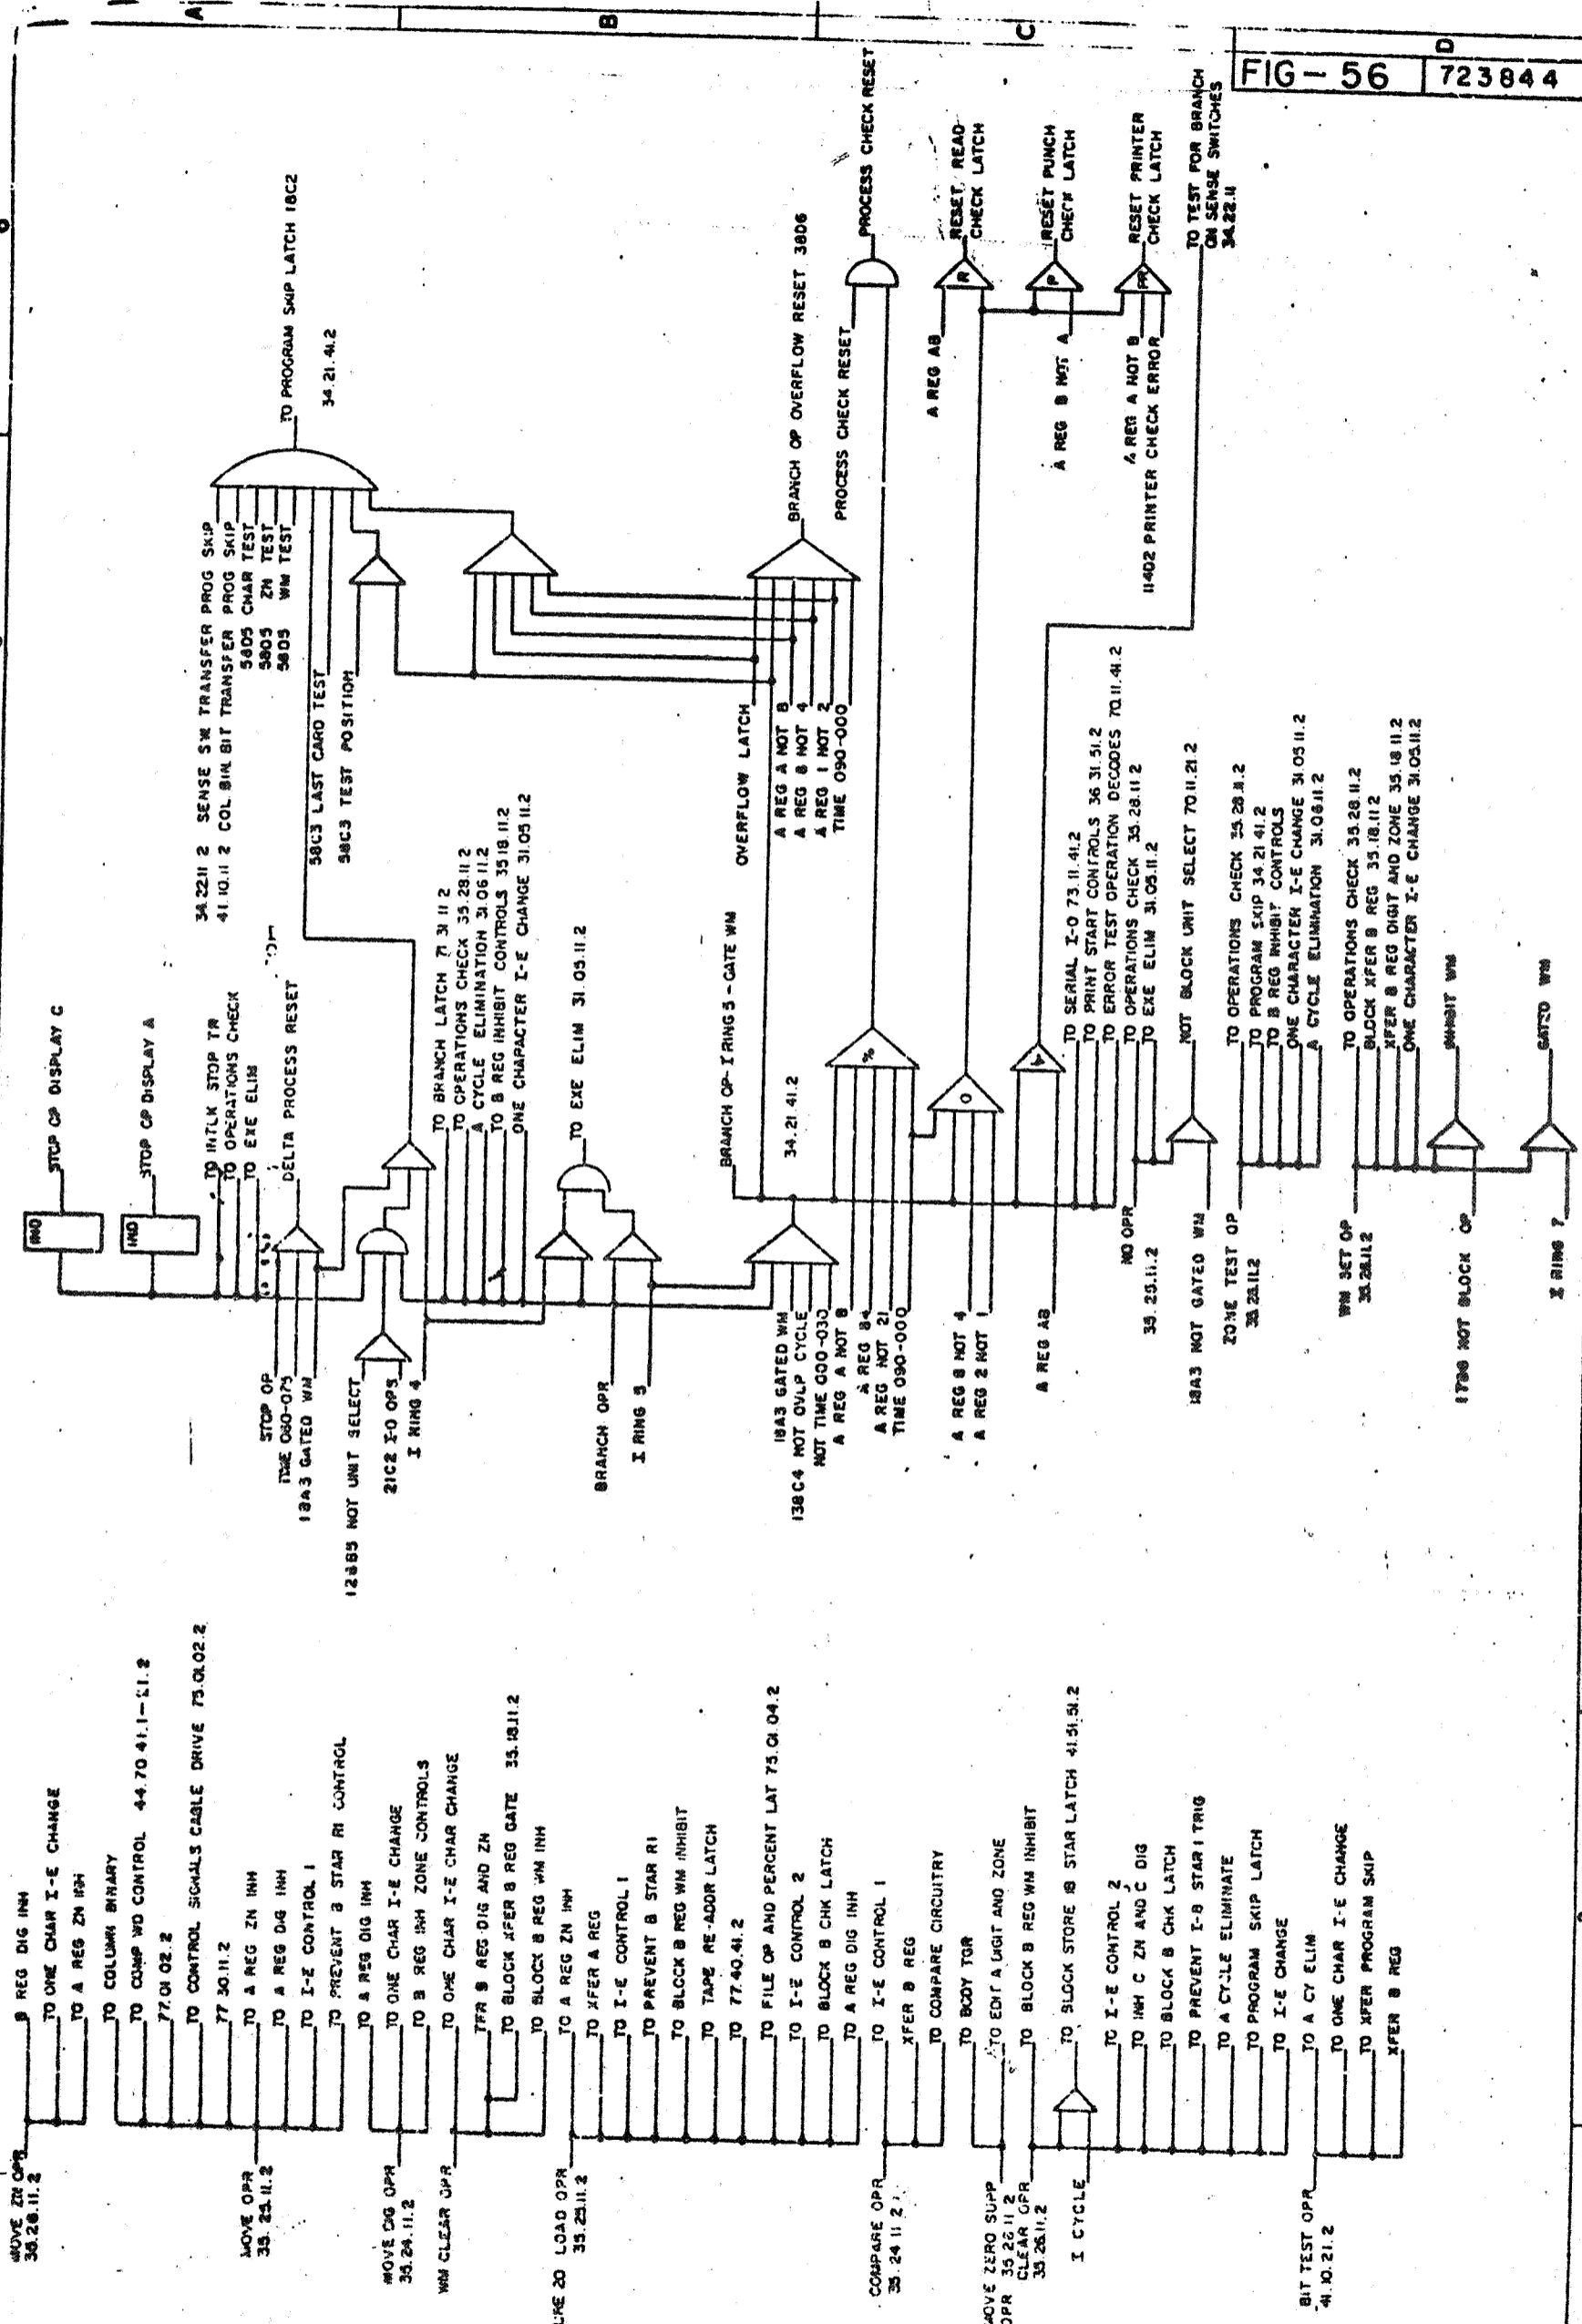 A
B
C
D
FIG-56
723844
MOVE ZN OPR
35.26.11.2
B REG DIG INH
TO ONE CHAR I-E CHANGE
TO A REG ZN INH
TO COLUMN BINARY
TO COMP WD CONTROL 44.70 41.1-21.2
77.01 02.2
TO CONTROL SIGNALS CABLE DRIVE 75.01.02.2
77 30.11.2
MOVE OPR
35.25.11.2
TO A REG ZN INH
TO A REG DIG INH
TO I-E CONTROL 1
TO PREVENT B STAR RI CONTROL
MOVE DIG OPR
35.24.11.2
TO A REG DIG INH
TO ONE CHAR I-E CHANGE
TO B REG INH ZONE CONTROLS
WM CLEAR OPR
TO ONE CHAR I-E CHAR CHANGE
TFR B REG DIG AND ZN
TO BLOCK XFER B REG GATE 35.18.11.2
TO BLOCK B REG WM INH
LOAD OPR
35.25.11.2
TO A REG ZN INH
TO XFER A REG
TO I-E CONTROL 1
TO PREVENT B STAR RI
TO BLOCK B REG WM INHIBIT
TO TAPE RE-ADDR LATCH
TO 77.40.41.2
TO FILE OP AND PERCENT LAT 75.01.04.2
TO I-E CONTROL 2
TO BLOCK B CHK LATCH
TO A REG DIG INH
COMPARE OPR
35.24 11 2
TO I-E CONTROL 1
XFER B REG
TO COMPARE CIRCUITRY
MOVE ZERO SUPP
OPR 35 26 11 2
TO BODY TGR
TO EDIT A DIGIT AND ZONE
CLEAR OPR
35.26.11.2
TO BLOCK B REG WM INHIBIT
I CYCLE
TO BLOCK STORE IB STAR LATCH 41.51.51.2
TO I-E CONTROL 2
TO INH C ZN AND C DIG
TO BLOCK B CHK LATCH
TO PREVENT I-B STAR I TRIG
TO A CYCLE ELIMINATE
TO PROGRAM SKIP LATCH
TO I-E CHANGE
BIT TEST OPR
41.10.21.2
TO A CY ELIM
TO ONE CHAR I-E CHANGE
TO XFER PROGRAM SKIP
XFER B REG
IND
STOP OP DISPLAY C
IND
STOP OP DISPLAY A
TO INTLK STOP TR
TO OPERATIONS CHECK
TO EXE ELIM
STOP OP
TIME 060-075
18A3 GATED WM
DELTA PROCESS RESET
128B5 NOT UNIT SELECT
21C2 I-O OPS
I RING 4
TO BRANCH LATCH 71 31 11 2
TO OPERATIONS CHECK 35.28.11.2
A CYCLE ELIMINATION 31.06 11.2
TO B REG INHIBIT CONTROLS 35 18.11.2
ONE CHARACTER I-E CHANGE 31.05 11.2
BRANCH OPR
I RING 5
TO EXE ELIM 31.05.11.2
34.22.11 2 SENSE SW TRANSFER PROG SKIP
41.10.11 2 COL BIN BIT TRANSFER PROG SKIP
5805 CHAR TEST
5805 ZN TEST
5805 WM TEST
58C3 LAST CARD TEST
58C3 TEST POSITION
TO PROGRAM SKIP LATCH 18C2
34.21.41.2
18A3 GATED WM
138C4 NOT OVLP CYCLE
NOT TIME 000-030
BRANCH OP-I RING 5-GATE WM
34.21.41.2
OVERFLOW LATCH
A REG A NOT B
A REG 8 NOT 4
A REG 1 NOT 2
TIME 090-000
BRANCH OP OVERFLOW RESET 3806
PROCESS CHECK RESET
PROCESS CHECK RESET
A REG A NOT B
A REG 84
A REG NOT 21
TIME 090-000
%
A REG 8 NOT 4
A REG 2 NOT 1
O
A REG AB
A REG AB
R
RESET READ
CHECK LATCH
A REG B NOT A
P
RESET PUNCH
CHECK LATCH
A REG A NOT B
11402 PRINTER CHECK ERROR
PR
RESET PRINTER
CHECK LATCH
TO TEST FOR BRANCH
ON SENSE SWITCHES
34.22.11
TO SERIAL I-O 73.11.41.2
TO PRINT START CONTROLS 36 31.51.2
TO ERROR TEST OPERATION DECODES 70.11.41.2
NO OPR
35.25.11.2
TO OPERATIONS CHECK 35.28.11.2
TO EXE ELIM 31.05.11.2
18A3 NOT GATED WM
NOT BLOCK UNIT SELECT 70.11.21.2
ZONE TEST OP
TO OPERATIONS CHECK 35.28.11.2
TO PROGRAM SKIP 34.21 41.2
TO B REG INHIBIT CONTROLS
ONE CHARACTER I-E CHANGE 31.05 11.2
A CYCLE ELIMINATION 31.06.11.2
WM SET OP
TO OPERATIONS CHECK 35.28.11.2
BLOCK XFER B REG 35.18.11 2
XFER B REG DIGIT AND ZONE 35.18 11.2
ONE CHARACTER I-E CHANGE 31.05.11.2
NOT BLOCK OP
INHIBIT WM
I RING 7
GATED WM